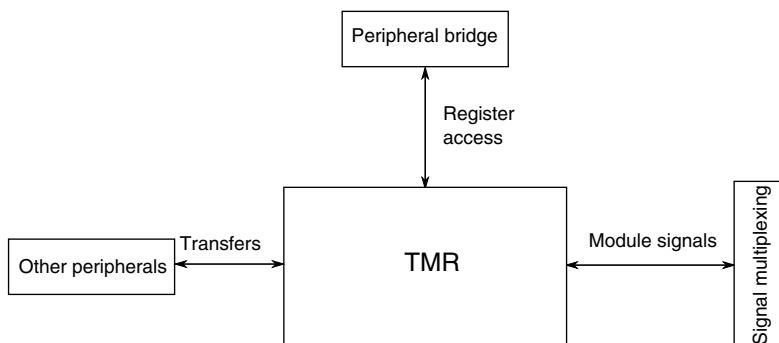 Peripheral bridge
Register
access
Transfers
Other peripherals
TMR
Module signals
Signal multiplexing